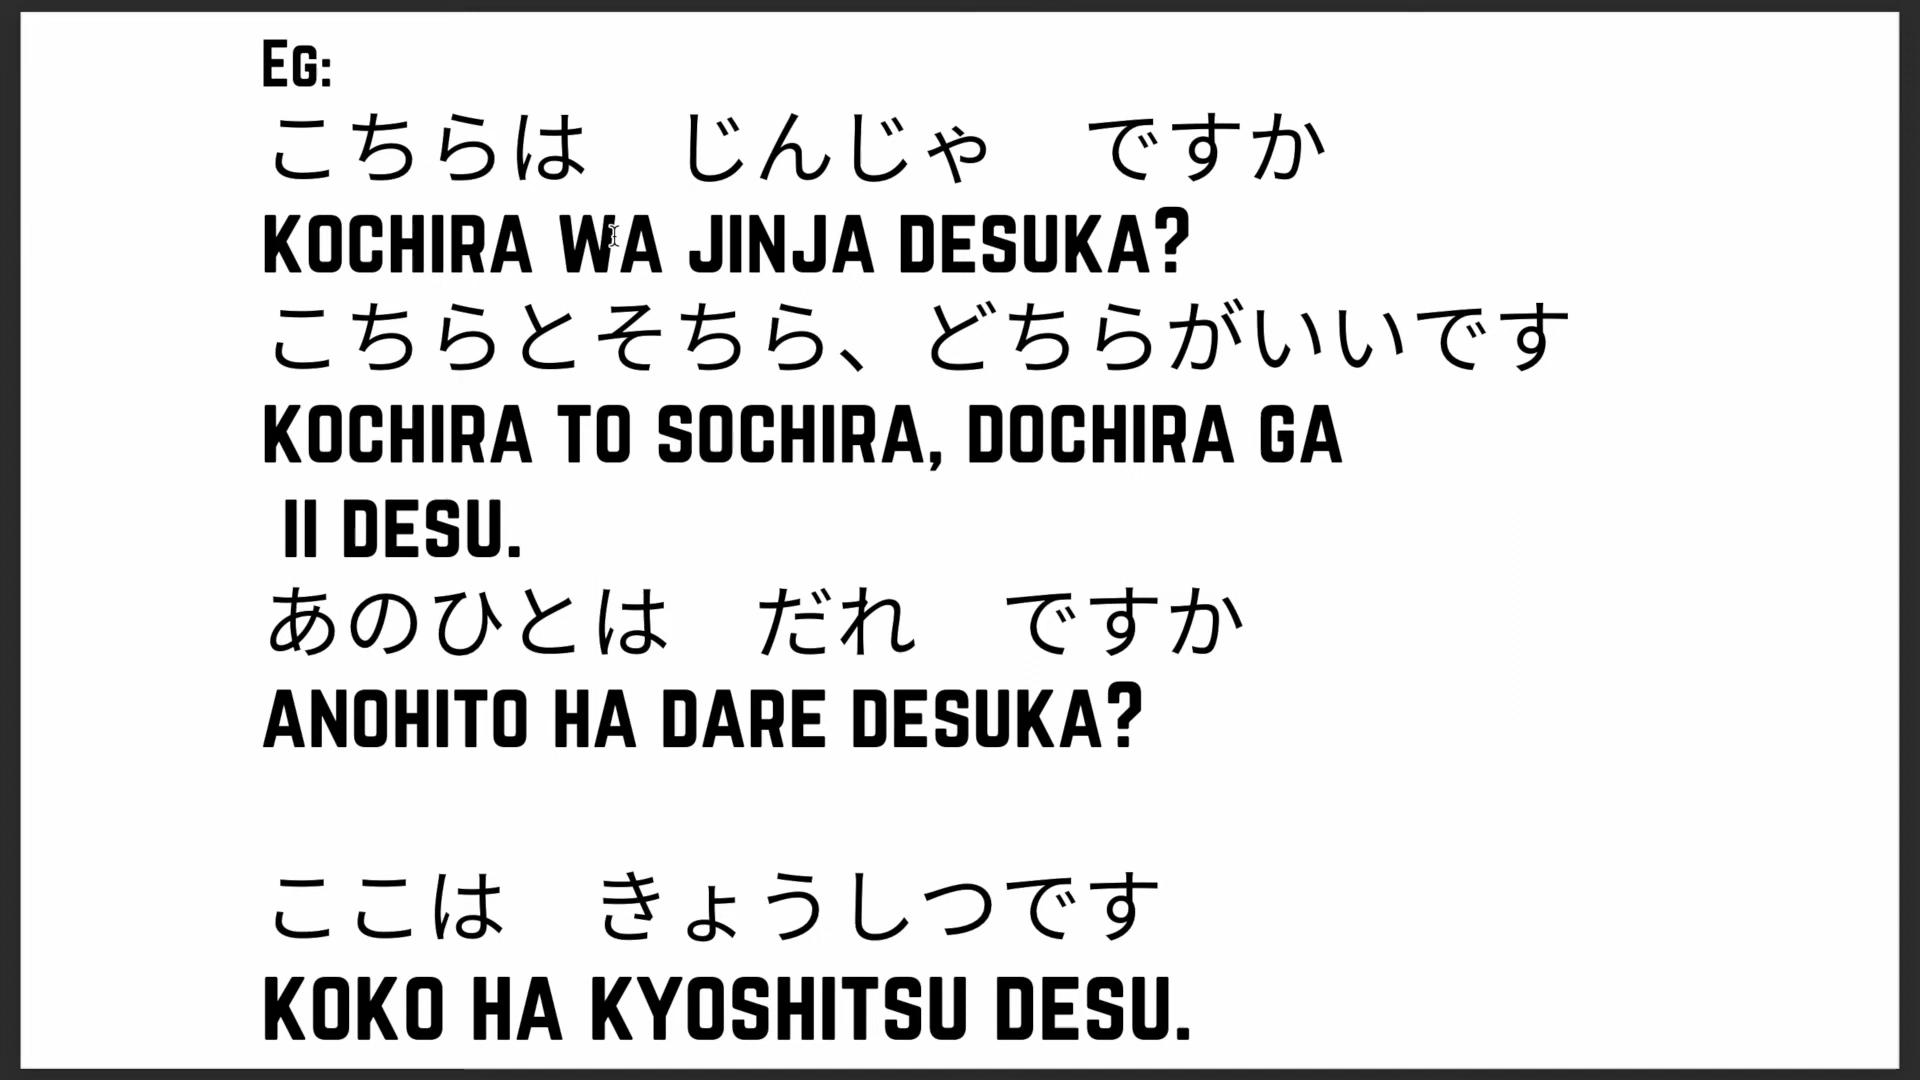 Eg:
こちらは　じんじゃ　ですか
KOCHIRA WA JINJA DESUKA?
こちらとそちら、どちらがいいです
KOCHIRA TO SOCHIRA, DOCHIRA GA
II DESU.
あのひとは　だれ　ですか
ANOHITO HA DARE DESUKA?
ここは　きょうしつです
KOKO HA KYOSHITSU DESU.